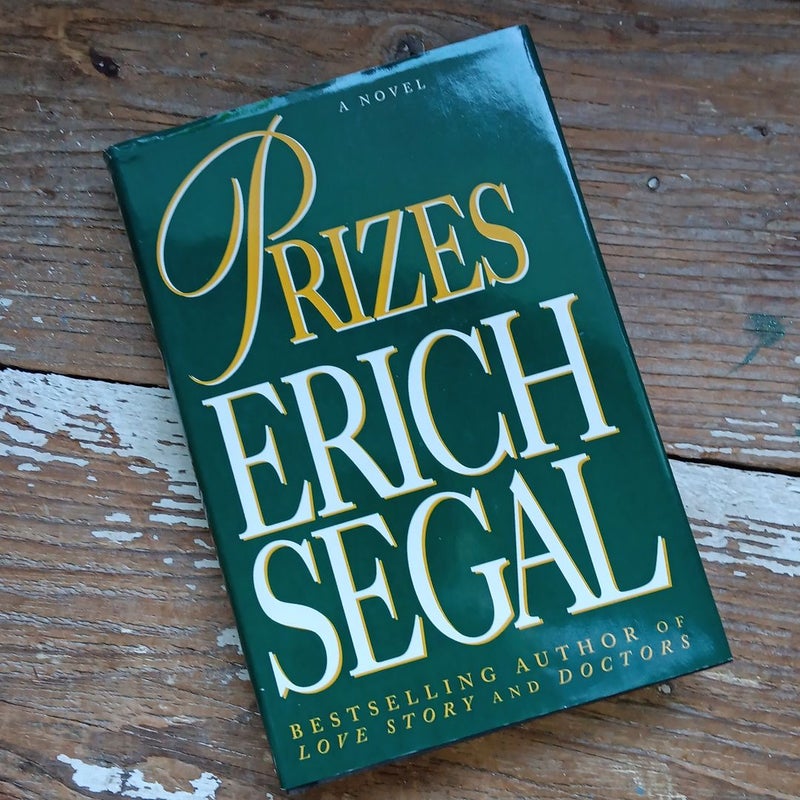 A NOVEL
PRIZES
ERICH
SEGAL
BESTSELLING AUTHOR OF
LOVE STORY AND DOCTORS